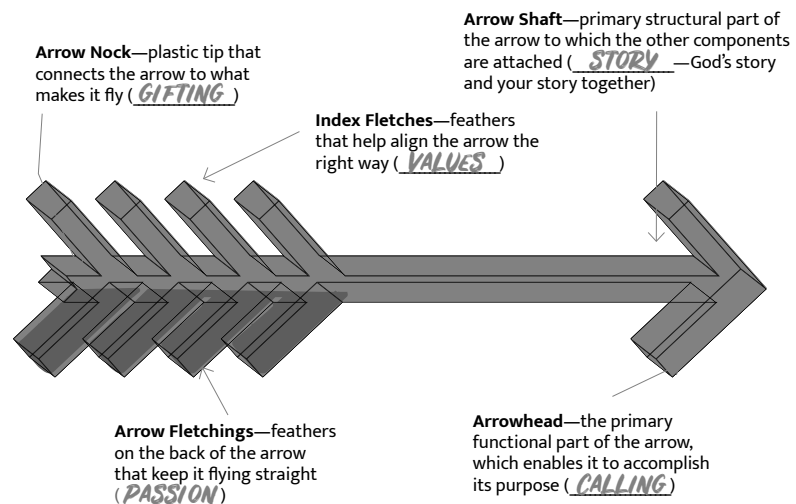 Arrow Nock—plastic tip that
connects the arrow to what
makes it fly (GIFTING)
Index Fletches—feathers
that help align the arrow the
right way (VALUES)
Arrow Shaft—primary structural part of
the arrow to which the other components
are attached (STORY—God’s story
and your story together)
Arrow Fletchings—feathers
on the back of the arrow
that keep it flying straight
(PASSION)
Arrowhead—the primary
functional part of the arrow,
which enables it to accomplish
its purpose (CALLING)